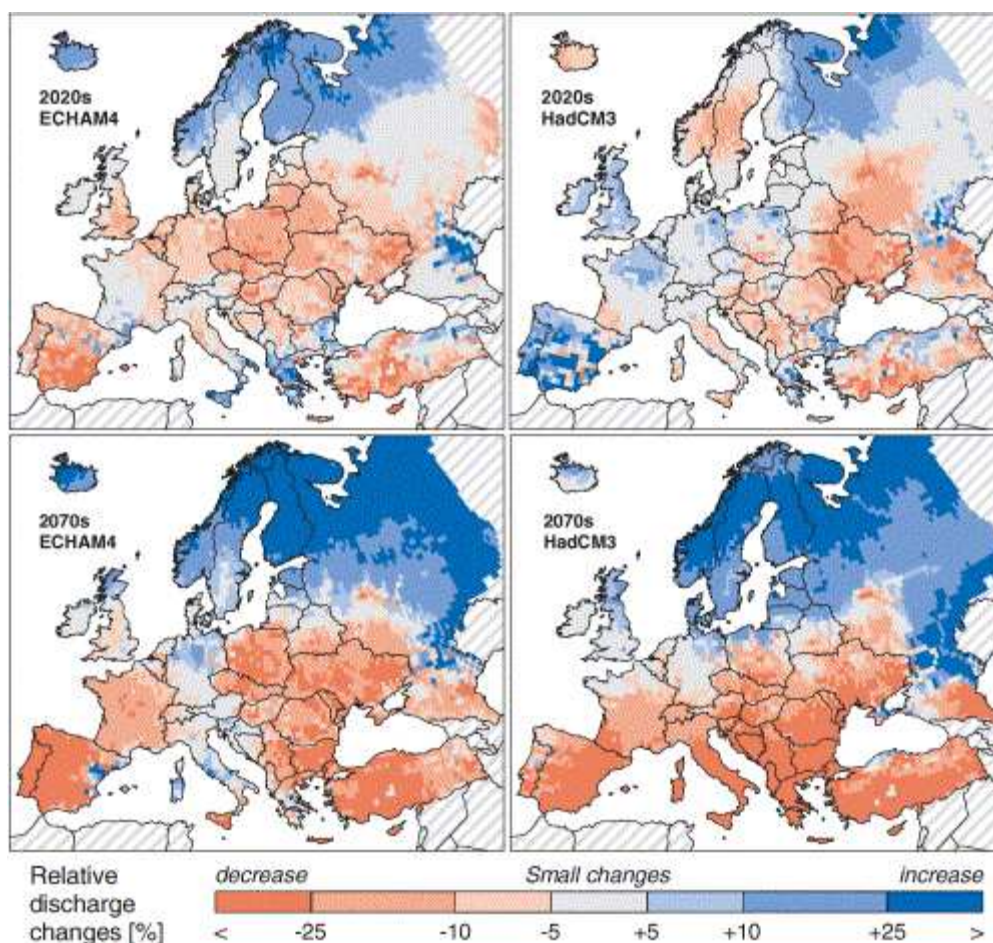 2020s
ECHAM4
2020s
HadCM3
2070s
ECHAM4
2070s
HadCM3
Relative
discharge
changes [%]
decrease Small changes increase
< -25 -10 -5 +5 +10 +25 >